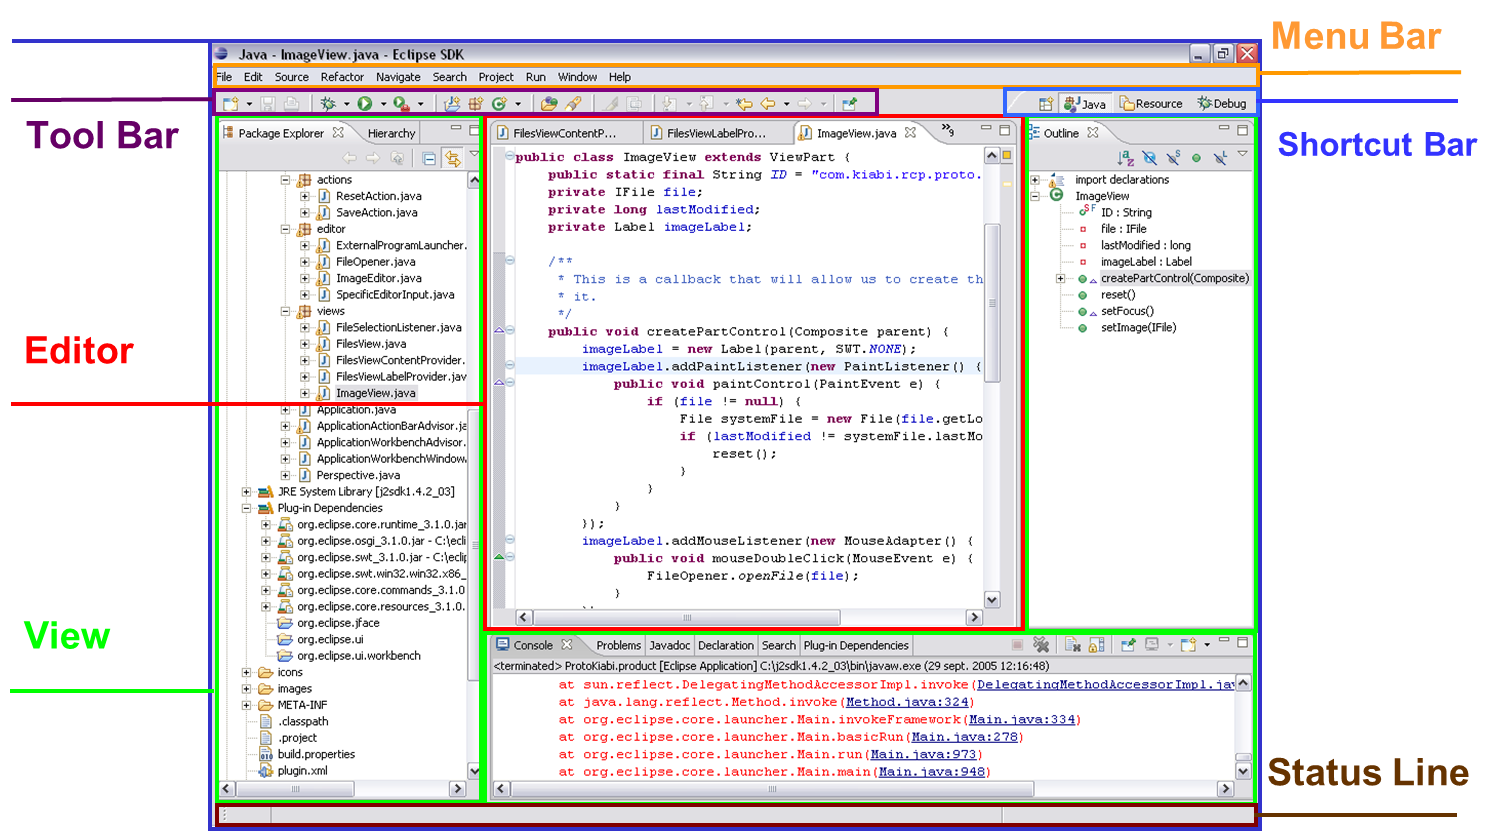 Menu Bar
Java - ImageView.java - Eclipse SDK
File Edit Source Refactor Navigate Search Project Run Window Help
Java Resource Debug
Tool Bar
Shortcut Bar
Package Explorer Hierarchy
FilesViewContentP... FilesViewLabelPro... ImageView.java »9
Outline
actions
ResetAction.java
SaveAction.java
editor
ExternalProgramLauncher.
FileOpener.java
ImageEditor.java
SpecificEditorInput.java
views
FileSelectionListener.java
FilesView.java
FilesViewContentProvider.
FilesViewLabelProvider.jav
ImageView.java
Application.java
ApplicationActionBarAdvisor.ja
ApplicationWorkbenchAdvisor.
ApplicationWorkbenchWindow
Perspective.java
JRE System Library [j2sdk1.4.2_03]
Plug-in Dependencies
org.eclipse.core.runtime_3.1.0.jar
org.eclipse.osgi_3.1.0.jar - C:\ecli
org.eclipse.swt_3.1.0.jar - C:\eclip
org.eclipse.swt.win32.win32.x86_
org.eclipse.core.commands_3.1.0
org.eclipse.core.resources_3.1.0.
org.eclipse.jface
org.eclipse.ui
org.eclipse.ui.workbench
icons
images
META-INF
.classpath
.project
build.properties
plugin.xml
public class ImageView extends ViewPart {
public static final String ID = "com.kiabi.rcp.proto.
private IFile file;
private long lastModified;
private Label imageLabel;
/**
* This is a callback that will allow us to create th
* it.
*/
public void createPartControl(Composite parent) {
imageLabel = new Label(parent, SWT.NONE);
imageLabel.addPaintListener(new PaintListener() {
public void paintControl(PaintEvent e) {
if (file != null) {
File systemFile = new File(file.getLo
if (lastModified != systemFile.lastMo
reset();
}
}
}
});
imageLabel.addMouseListener(new MouseAdapter() {
public void mouseDoubleClick(MouseEvent e) {
FileOpener.openFile(file);
}
import declarations
ImageView
ID : String
file : IFile
lastModified : long
imageLabel : Label
createPartControl(Composite)
reset()
setFocus()
setImage(IFile)
Editor
View
Console Problems Javadoc Declaration Search Plug-in Dependencies
<terminated> ProtoKiabi.product [Eclipse Application] C:\j2sdk1.4.2_03\bin\javaw.exe (29 sept. 2005 12:16:48)
at sun.reflect.DelegatingMethodAccessorImpl.invoke(DelegatingMethodAccessorImpl.jav
at java.lang.reflect.Method.invoke(Method.java:324)
at org.eclipse.core.launcher.Main.invokeFramework(Main.java:334)
at org.eclipse.core.launcher.Main.basicRun(Main.java:278)
at org.eclipse.core.launcher.Main.run(Main.java:973)
at org.eclipse.core.launcher.Main.main(Main.java:948)
Status Line